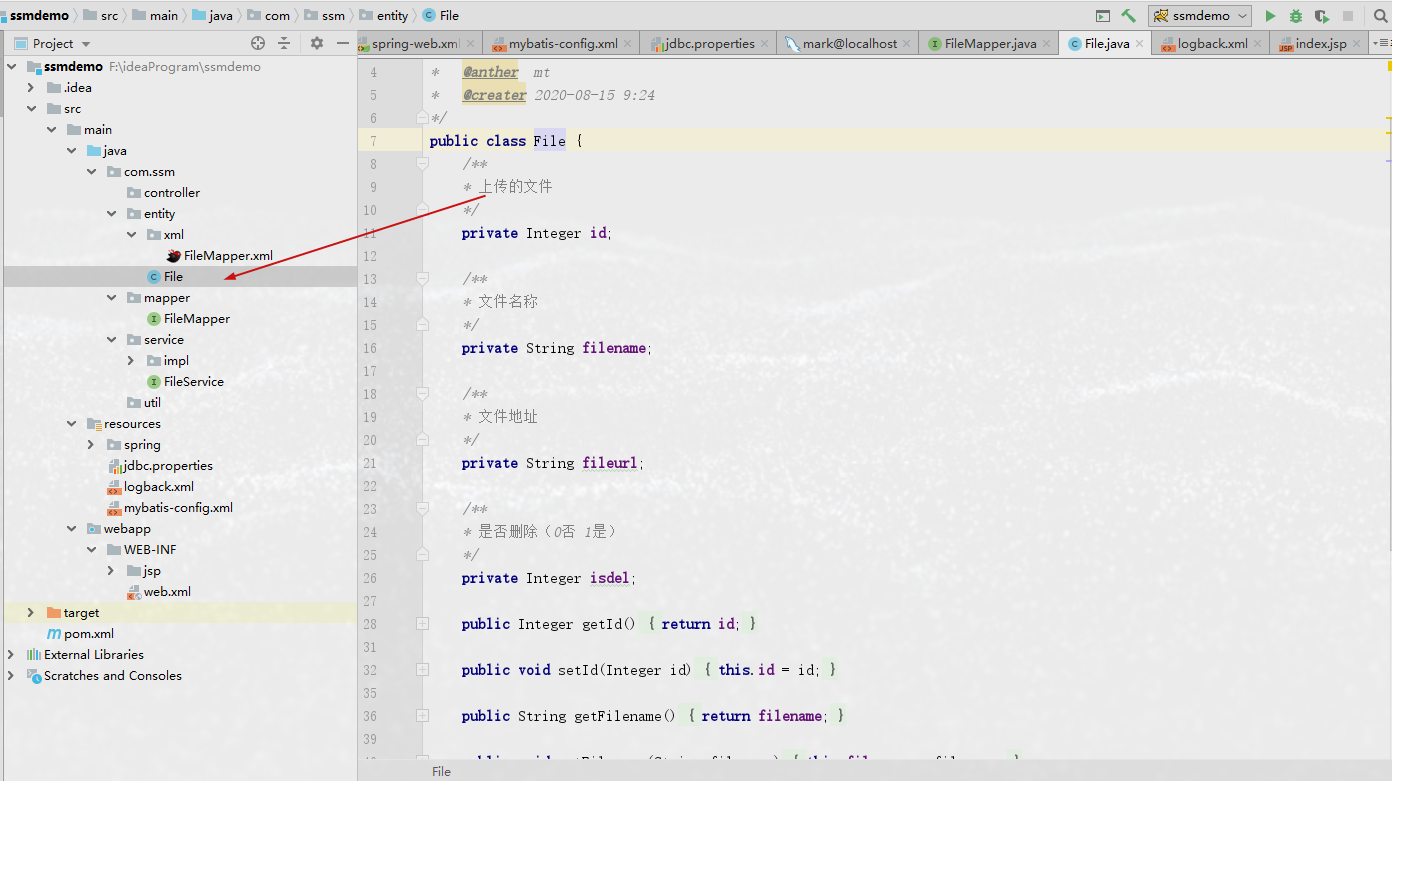 ssmdemo src main java com ssm entity File
ssmdemo
Project
spring-web.xml mybatis-config.xml jdbc.properties mark@localhost FileMapper.java File.java logback.xml index.jsp
ssmdemo F:\ideaProgram\ssmdemo
.idea
src
main
java
com.ssm
controller
entity
xml
FileMapper.xml
File
mapper
FileMapper
service
impl
FileService
util
resources
spring
jdbc.properties
logback.xml
mybatis-config.xml
webapp
WEB-INF
jsp
web.xml
target
pom.xml
External Libraries
Scratches and Consoles
4 * @anther mt
5 * @creater 2020-08-15 9:24
6 */
7 public class File {
8 /**
9 * 上传的文件
10 */
11 private Integer id;
12
13 /**
14 * 文件名称
15 */
16 private String filename;
17
18 /**
19 * 文件地址
20 */
21 private String fileurl;
22
23 /**
24 * 是否删除（0否 1是）
25 */
26 private Integer isdel;
27
28 public Integer getId() { return id; }
31
32 public void setId(Integer id) { this.id = id; }
35
36 public String getFilename() { return filename; }
39
File